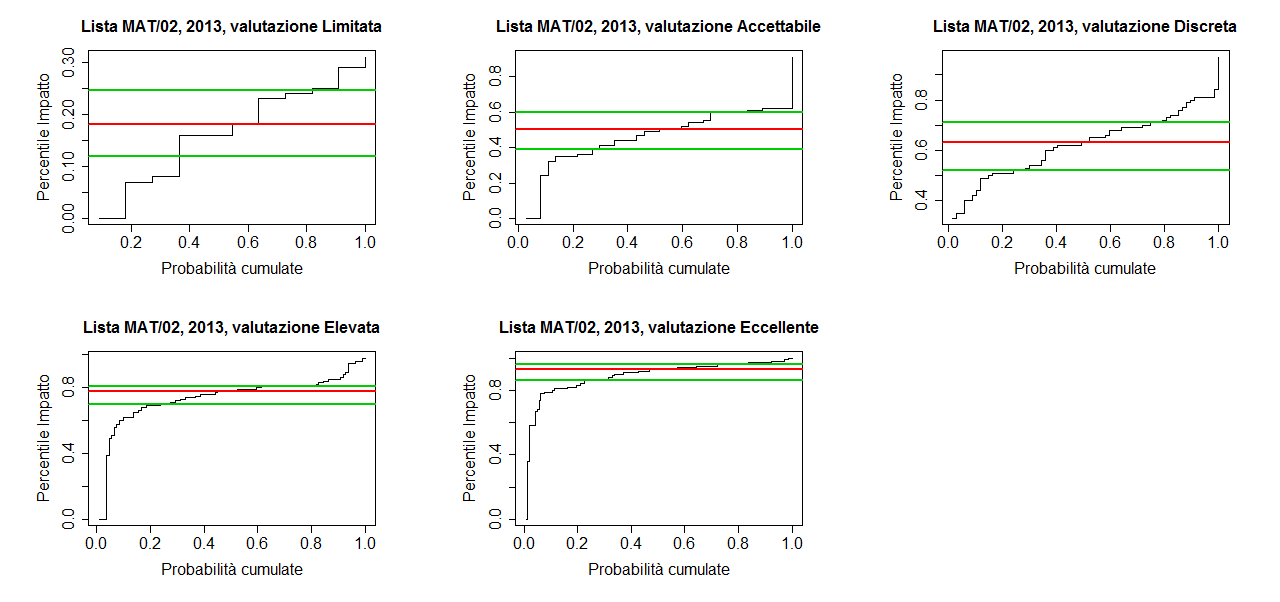 Lista MAT/02, 2013, valutazione Limitata
Percentile Impatto
0.00 0.10 0.20 0.30
0.2 0.4 0.6 0.8 1.0
Probabilità cumulate
Lista MAT/02, 2013, valutazione Accettabile
Percentile Impatto
0.0 0.2 0.4 0.6 0.8
0.0 0.2 0.4 0.6 0.8 1.0
Probabilità cumulate
Lista MAT/02, 2013, valutazione Discreta
Percentile Impatto
0.4 0.6 0.8
0.0 0.2 0.4 0.6 0.8 1.0
Probabilità cumulate
Lista MAT/02, 2013, valutazione Elevata
Percentile Impatto
0.0 0.4 0.8
0.0 0.2 0.4 0.6 0.8 1.0
Probabilità cumulate
Lista MAT/02, 2013, valutazione Eccellente
Percentile Impatto
0.0 0.4 0.8
0.0 0.2 0.4 0.6 0.8 1.0
Probabilità cumulate